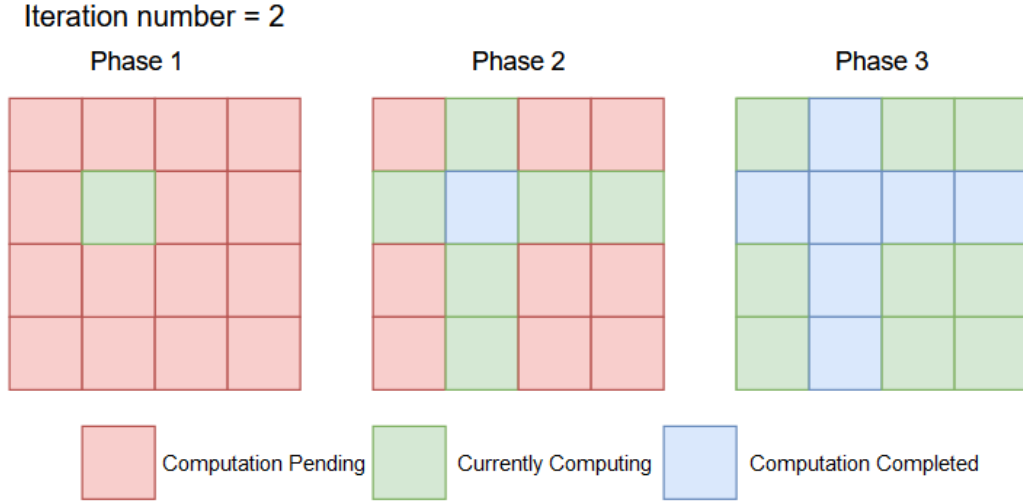 Iteration number = 2
Phase 1
Phase 2
Phase 3
Computation Pending
Currently Computing
Computation Completed